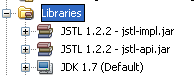 Libraries
JSTL 1.2.2 - jstl-impl.jar
JSTL 1.2.2 - jstl-api.jar
JDK 1.7 (Default)